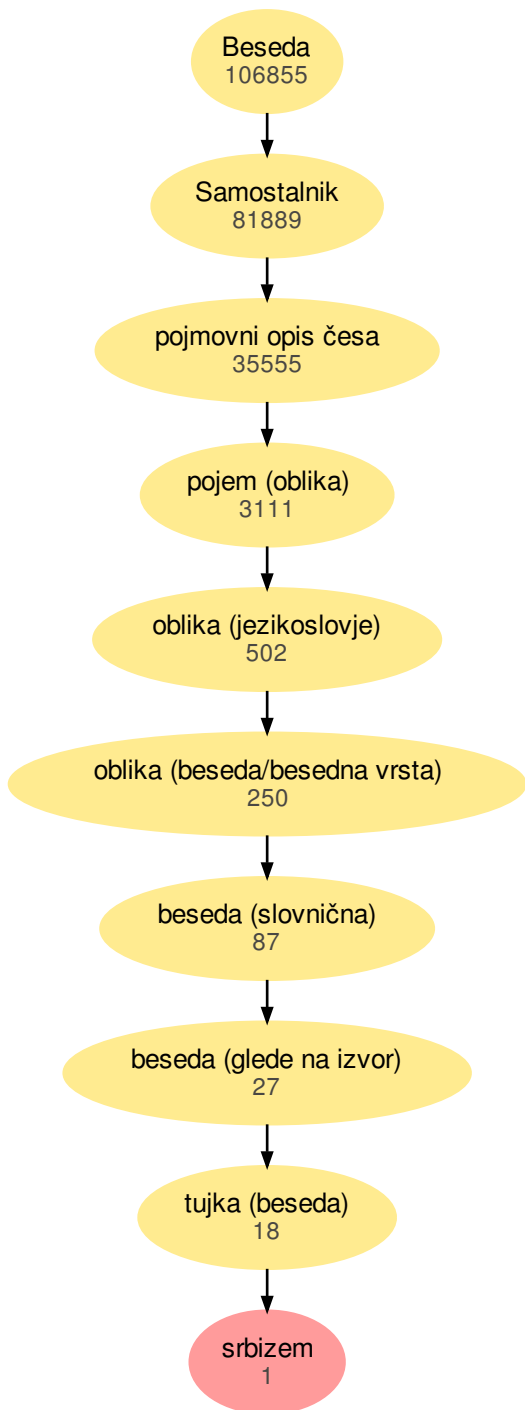 Beseda
106855
Samostalnik
81889
pojmovni opis česa
35555
pojem (oblika)
3111
oblika (jezikoslovje)
502
oblika (beseda/besedna vrsta)
250
beseda (slovnična)
87
beseda (glede na izvor)
27
tujka (beseda)
18
srbizem
1